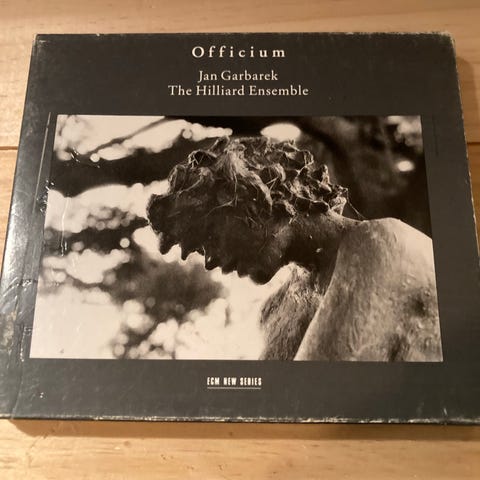 Officium
Jan Garbarek
The Hilliard Ensemble
ECM NEW SERIES